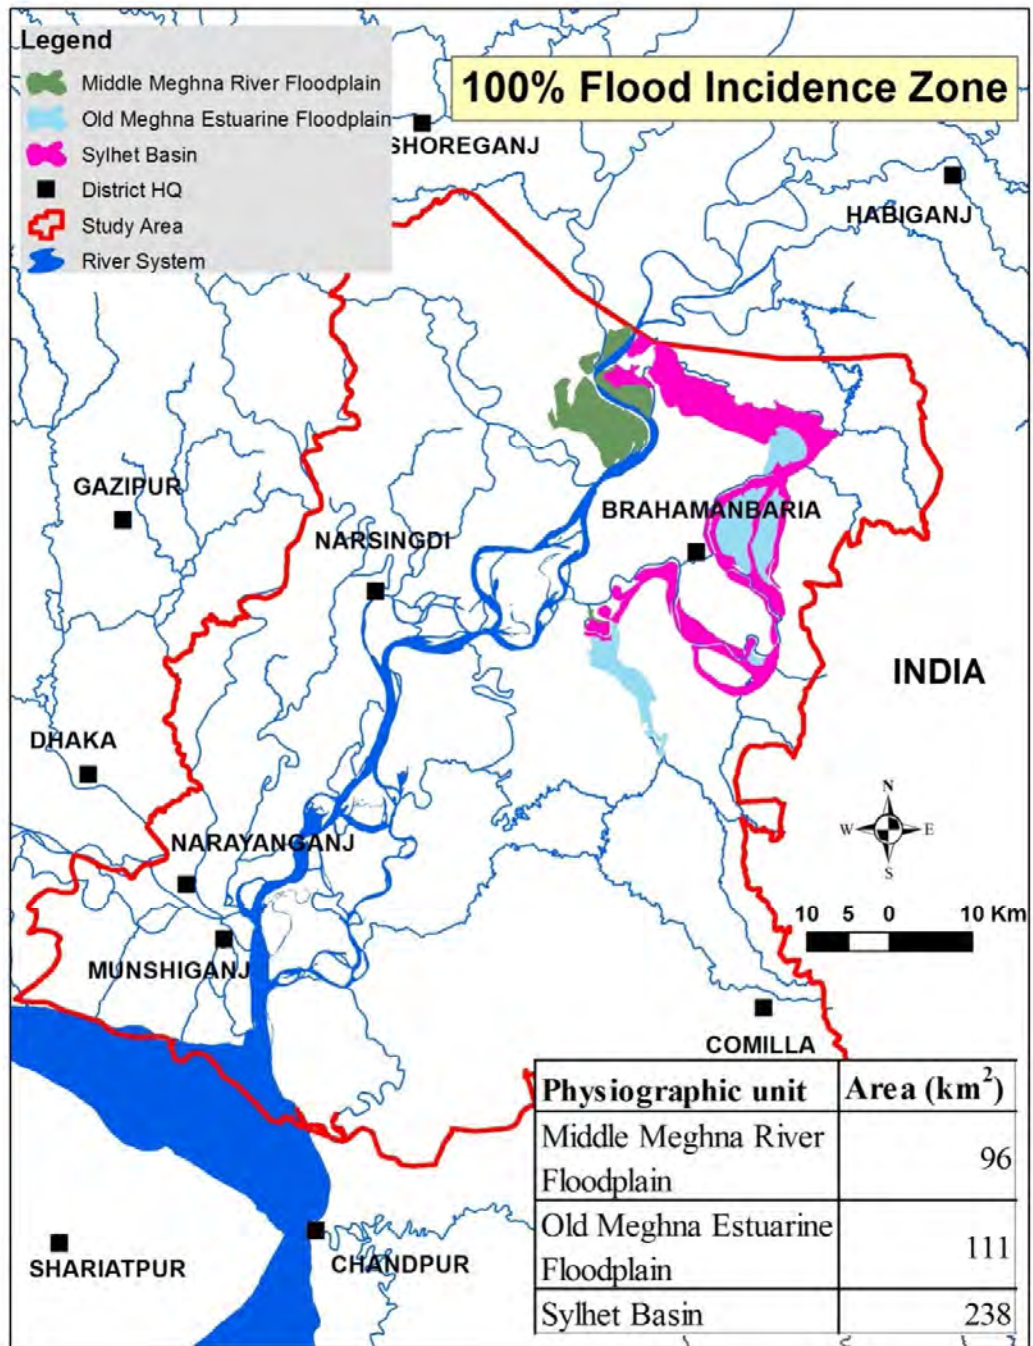 Legend
Middle Meghna River Floodplain
Old Meghna Estuarine Floodplain
Sylhet Basin
District HQ
Study Area
River System
100% Flood Incidence Zone
SHOREGANJ
HABIGANJ
GAZIPUR
NARSINGDI
BRAHAMANBARIA
INDIA
DHAKA
NARAYANGANJ
N
W E
S
10 5 0 10 Km
MUNSHIGANJ
COMILLA
Physiographic unit Area (km²)
Middle Meghna River
Floodplain 96
Old Meghna Estuarine
Floodplain 111
Sylhet Basin 238
SHARIATPUR
CHANDPUR